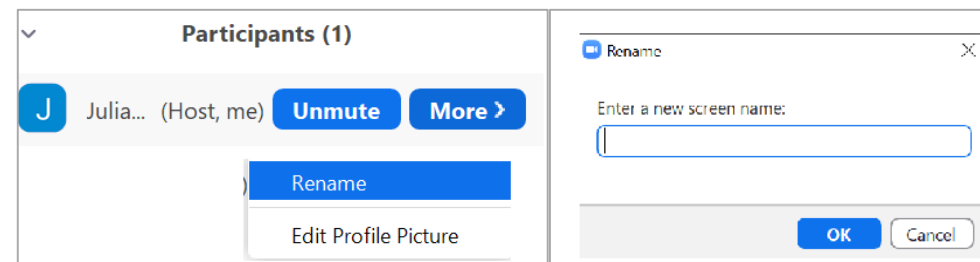 Participants (1)
J Julia... (Host, me) Unmute More >
Rename
Edit Profile Picture
Rename
Enter a new screen name:
OK Cancel